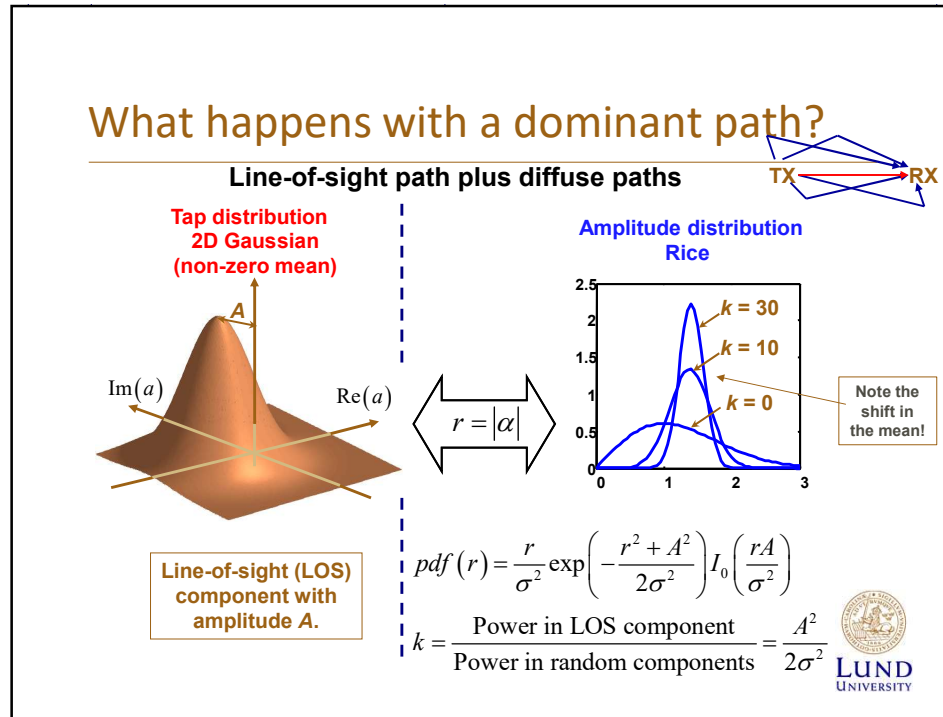 What happens with a dominant path?
Line-of-sight path plus diffuse paths
TX
RX
Tap distribution
2D Gaussian
(non-zero mean)
A
Im(a)
Re(a)
r = |α|
Amplitude distribution
Rice
2.5
2
1.5
1
0.5
0
0
1
2
3
k = 30
k = 10
k = 0
Note the
shift in
the mean!
Line-of-sight (LOS)
component with
amplitude A.
pdf(r) = r/σ² exp(−(r² + A²)/(2σ²)) I₀(rA/σ²)
k = Power in LOS component / Power in random components = A²/(2σ²)
LUND
UNIVERSITY